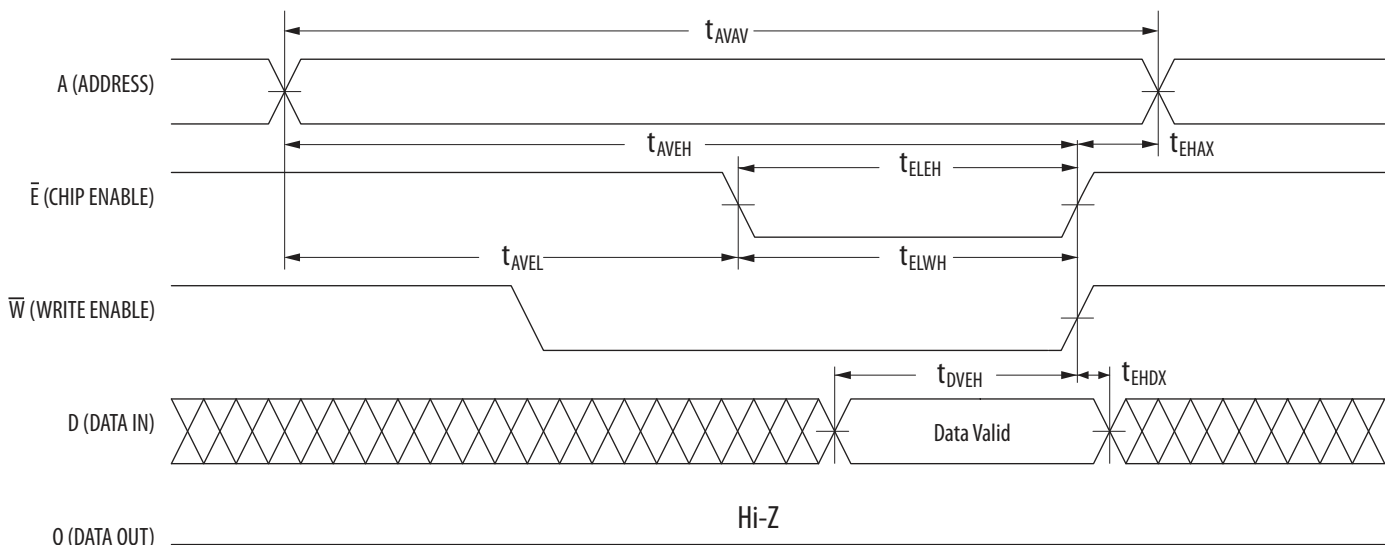 tAVAV
A (ADDRESS)
tAVEH
tEHAX
tELEH
E̅ (CHIP ENABLE)
tAVEL
tELWH
W̅ (WRITE ENABLE)
tDVEH
tEHDX
D (DATA IN)
Data Valid
Hi-Z
Q (DATA OUT)